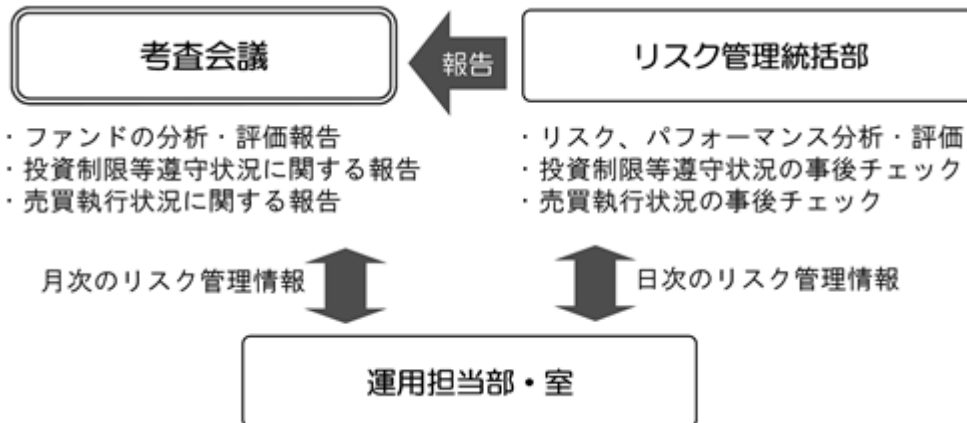 考査会議
報告
リスク管理統括部
・ファンドの分析・評価報告
・投資制限等遵守状況に関する報告
・売買執行状況に関する報告
・リスク、パフォーマンス分析・評価
・投資制限等遵守状況の事後チェック
・売買執行状況の事後チェック
月次のリスク管理情報
日次のリスク管理情報
運用担当部・室